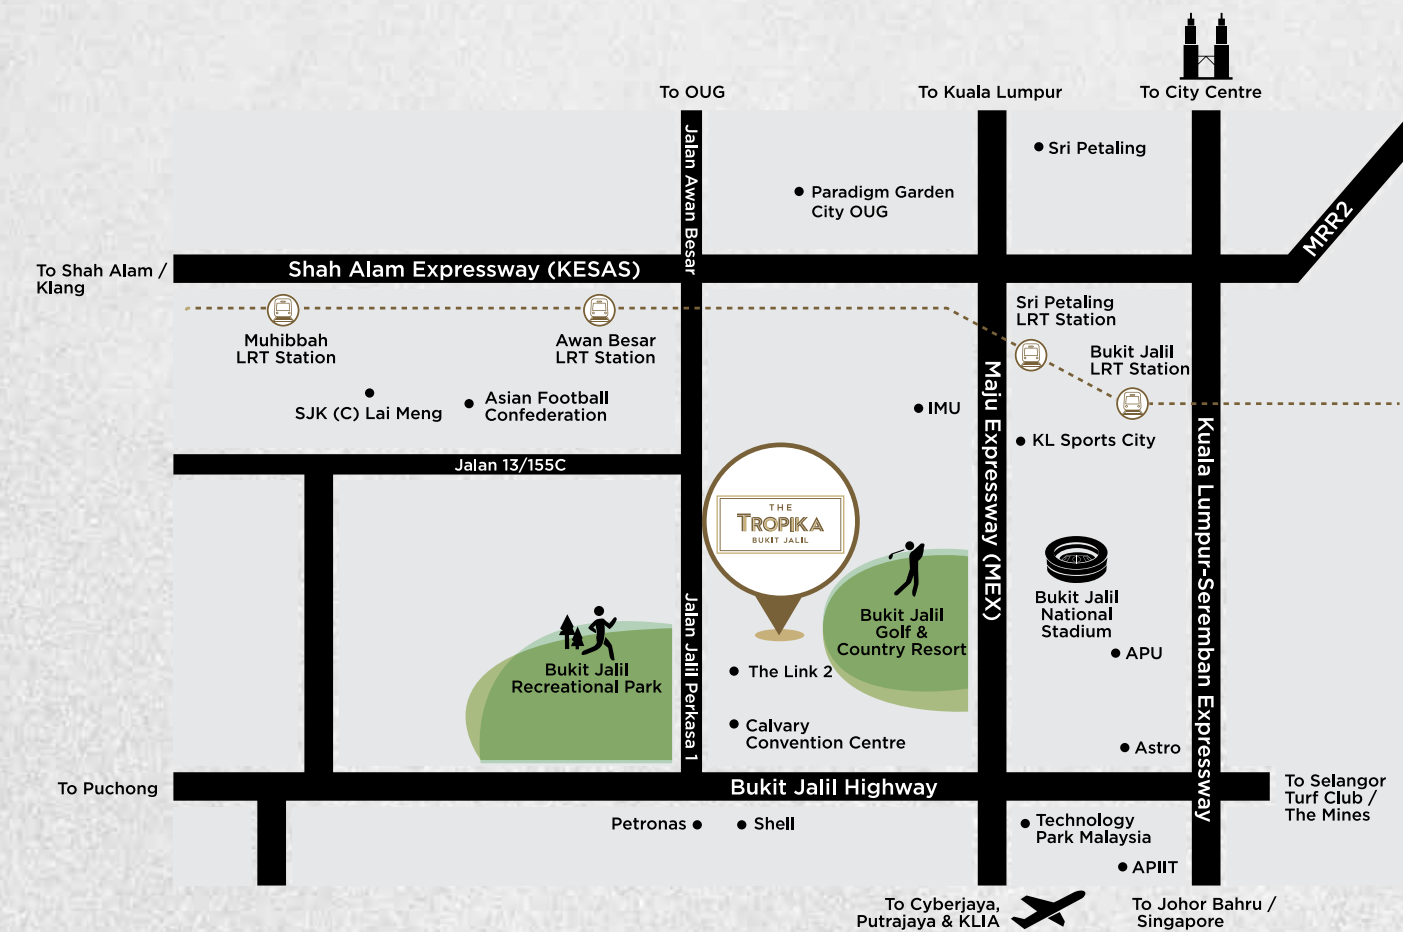 To OUG
To Kuala Lumpur
To City Centre
Jalan Awan Besar
Sri Petaling
Paradigm Garden
City OUG
MRR2
To Shah Alam /
Klang
Shah Alam Expressway (KESAS)
Muhibbah
LRT Station
Awan Besar
LRT Station
Sri Petaling
LRT Station
Bukit Jalil
LRT Station
SJK (C) Lai Meng
Asian Football
Confederation
IMU
Maju Expressway (MEX)
KL Sports City
Kuala Lumpur-Seremban Expressway
Jalan 13/155C
THE
TROPIKA
BUKIT JALIL
Bukit Jalil
Golf &
Country Resort
Bukit Jalil
National
Stadium
APU
Bukit Jalil
Recreational Park
Jalan Jalil Perkasa 1
The Link 2
Calvary
Convention Centre
Astro
To Puchong
Bukit Jalil Highway
To Selangor
Turf Club /
The Mines
Petronas
Shell
Technology
Park Malaysia
APIIT
To Cyberjaya,
Putrajaya & KLIA
To Johor Bahru /
Singapore